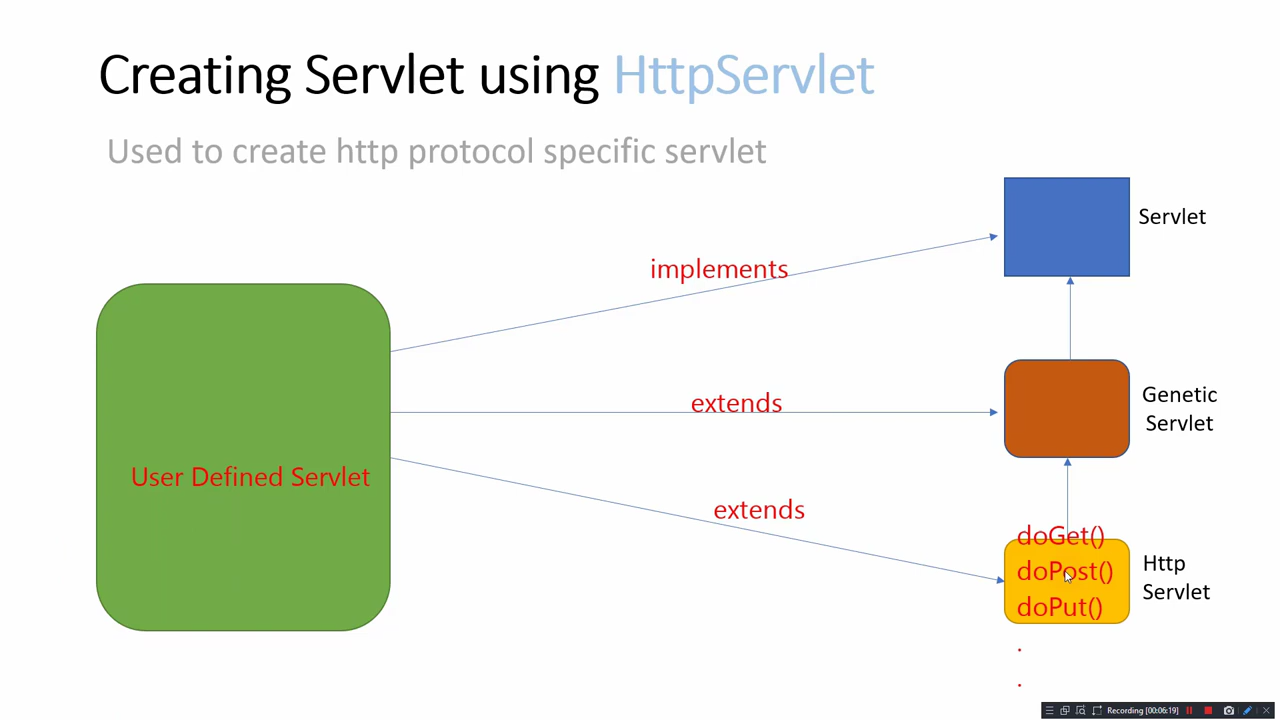 Creating Servlet using HttpServlet
Used to create http protocol specific servlet
Servlet
implements
extends
Genetic
Servlet
User Defined Servlet
extends
doGet()
doPost()
doPut()
.
.
Http
Servlet
Recording [00:06:19]